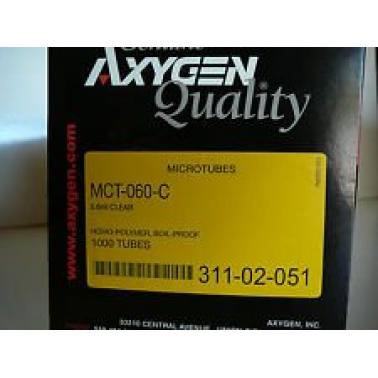 Genuine
AXYGEN
Quality
www.axygen.com
MICROTUBES
MCT-060-C
0.6ml CLEAR
HOMO-POLYMER, BOIL-PROOF
1000 TUBES
311-02-051
AXYGEN, INC.
33210 CENTRAL AVENUE